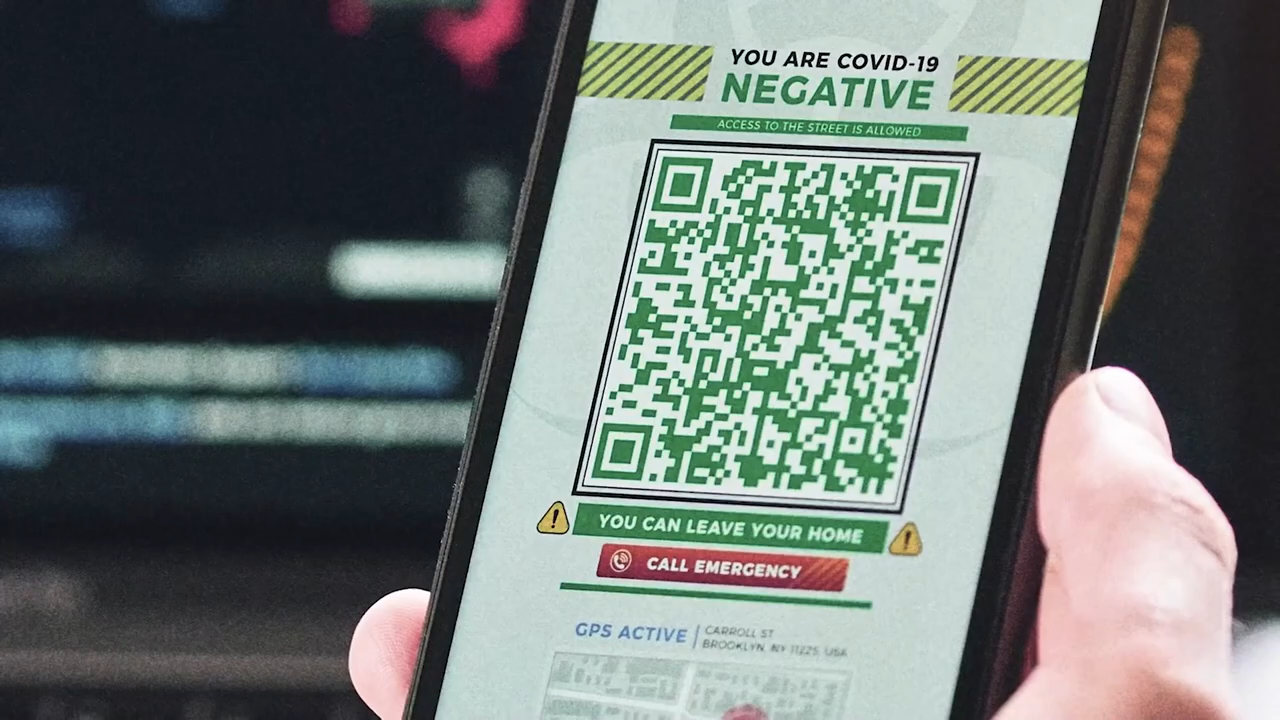 YOU ARE COVID-19
NEGATIVE
ACCESS TO THE STREET IS ALLOWED
YOU CAN LEAVE YOUR HOME
CALL EMERGENCY
GPS ACTIVE
CARROLL ST
BROOKLYN, NY 11225, USA